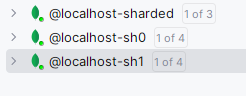 @localhost-sharded 1 of 3
@localhost-sh0 1 of 4
@localhost-sh1 1 of 4